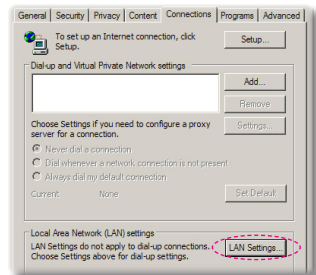 General Security Privacy Content Connections Programs Advanced
To set up an Internet connection, click
Setup.
Setup...
Dial-up and Virtual Private Network settings
Add...
Remove
Choose Settings if you need to configure a proxy
server for a connection.
Settings...
Never dial a connection
Dial whenever a network connection is not present
Always dial my default connection
Current
None
Set Default
Local Area Network (LAN) settings
LAN Settings do not apply to dial-up connections.
Choose Settings above for dial-up settings.
LAN Settings...